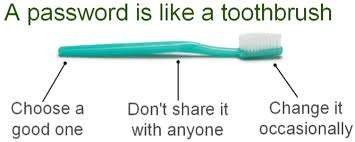 A password is like a toothbrush
Choose a
good one
Don't share it
with anyone
Change it
occasionally